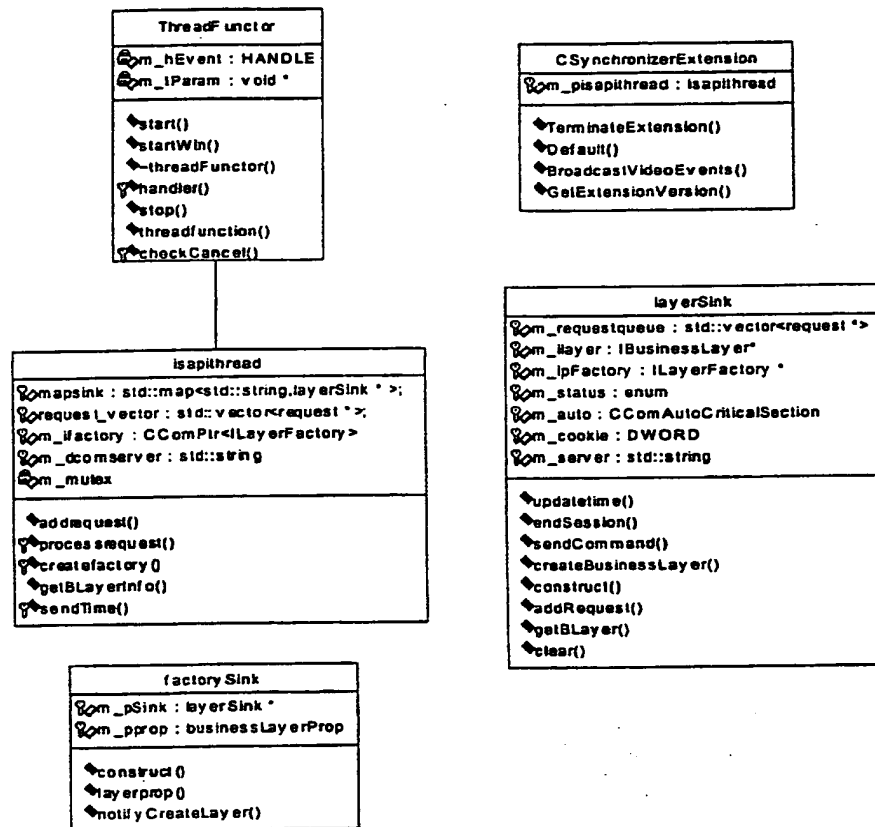 ThreadFunctor
m_hEvent : HANDLE
m_lParam : void *
start()
startWin()
~threadFunctor()
handler()
stop()
threadfunction()
checkCancel()
CSynchronizerExtension
m_pisapithread : isapithread
TerminateExtension()
Default()
BroadcastVideoEvents()
GetExtensionVersion()
isapithread
mapsink : std::map<std::string,layerSink * >;
request_vector : std::vector<request * >;
m_ifactory : CComPtr<ILayerFactory>
m_dcomserver : std::string
m_mutex
addrequest()
processrequest()
createfactory()
getBLayerInfo()
sendTime()
layerSink
m_requestqueue : std::vector<request *>
m_ilayer : IBusinessLayer*
m_lpFactory : ILayerFactory *
m_status : enum
m_auto : CComAutoCriticalSection
m_cookie : DWORD
m_server : std::string
updatetime()
endSession()
sendCommand()
createBusinessLayer()
construct()
addRequest()
getBLayer()
clear()
factorySink
m_pSink : layerSink *
m_pprop : businessLayerProp
construct()
layerprop()
notifyCreateLayer()